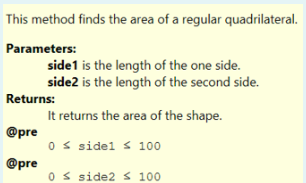 This method finds the area of a regular quadrilateral.
Parameters:
side1 is the length of the one side.
side2 is the length of the second side.
Returns:
It returns the area of the shape.
@pre
0 ≤ side1 ≤ 100
@pre
0 ≤ side2 ≤ 100